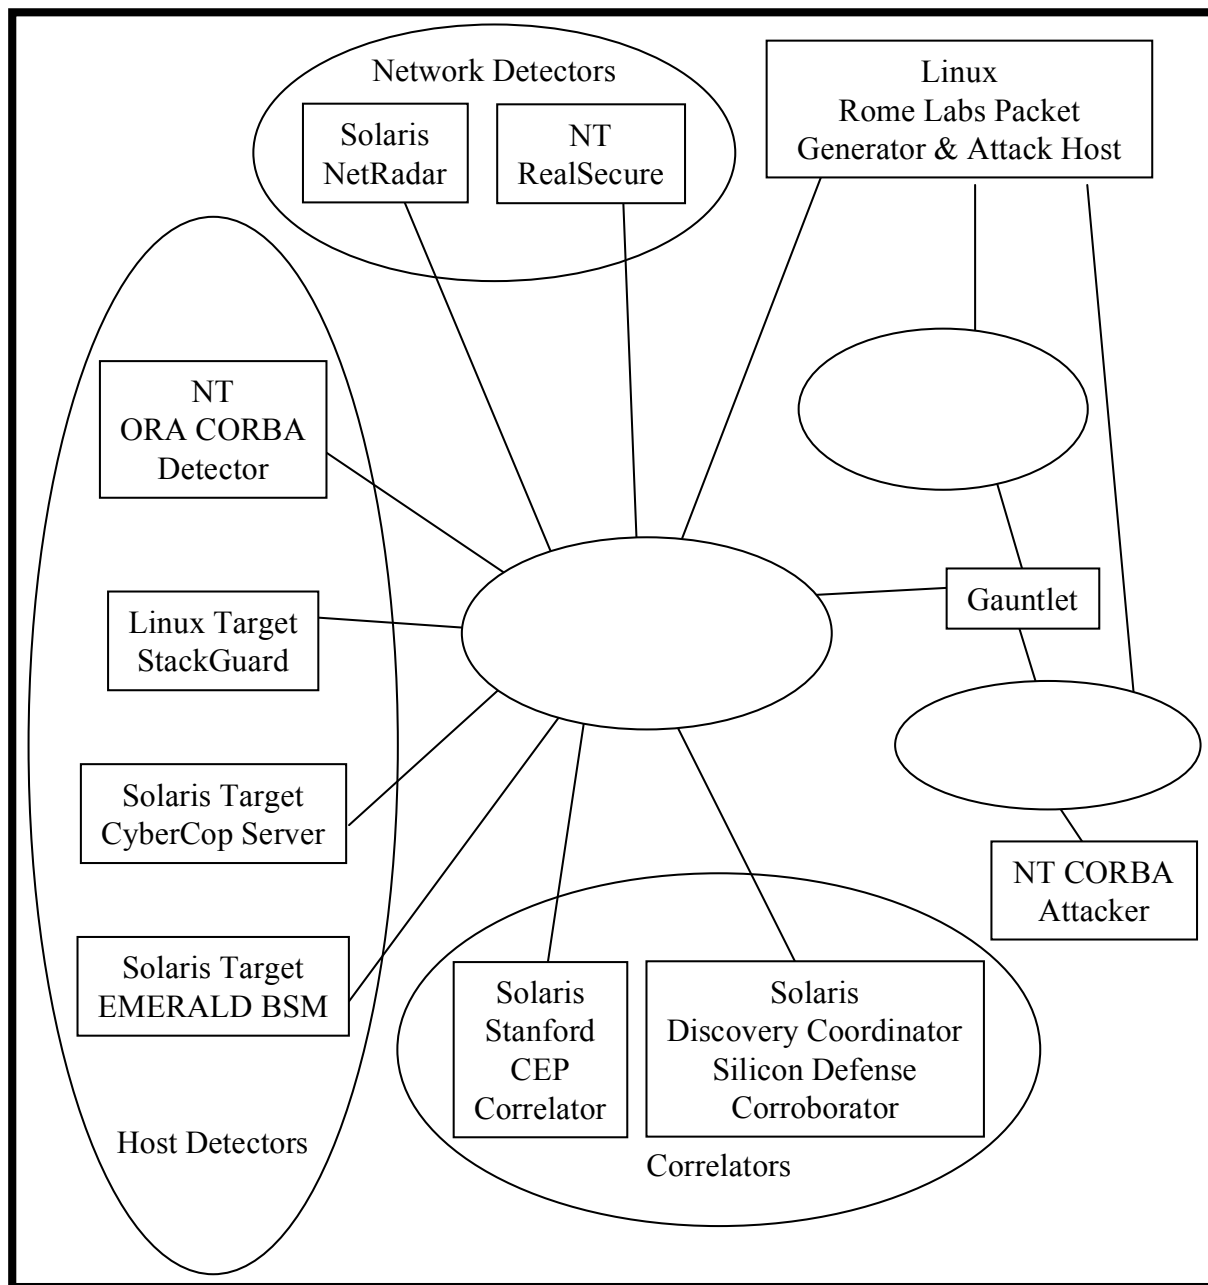 Network Detectors
Solaris
NetRadar
NT
RealSecure
Linux
Rome Labs Packet
Generator & Attack Host
NT
ORA CORBA
Detector
Linux Target
StackGuard
Gauntlet
Solaris Target
CyberCop Server
NT CORBA
Attacker
Solaris Target
EMERALD BSM
Solaris
Stanford
CEP
Correlator
Solaris
Discovery Coordinator
Silicon Defense
Corroborator
Host Detectors
Correlators